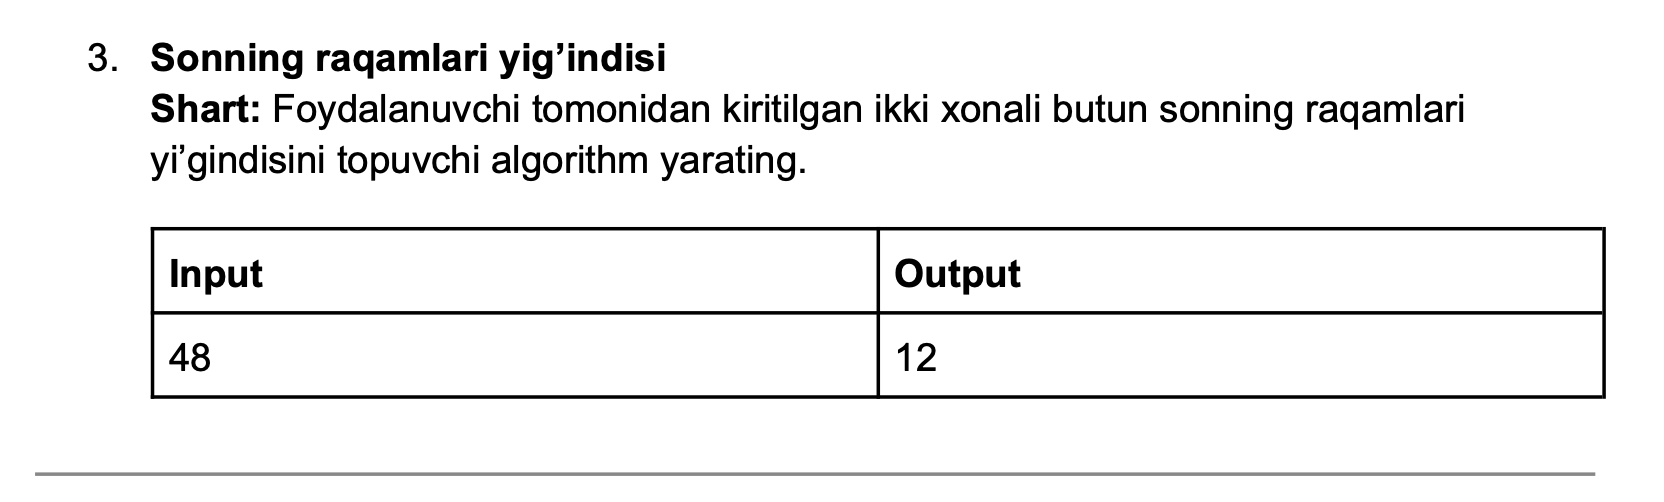 3. Sonning raqamlari yig’indisi
Shart: Foydalanuvchi tomonidan kiritilgan ikki xonali butun sonning raqamlari
yi’gindisini topuvchi algorithm yarating.
Input Output
48 12